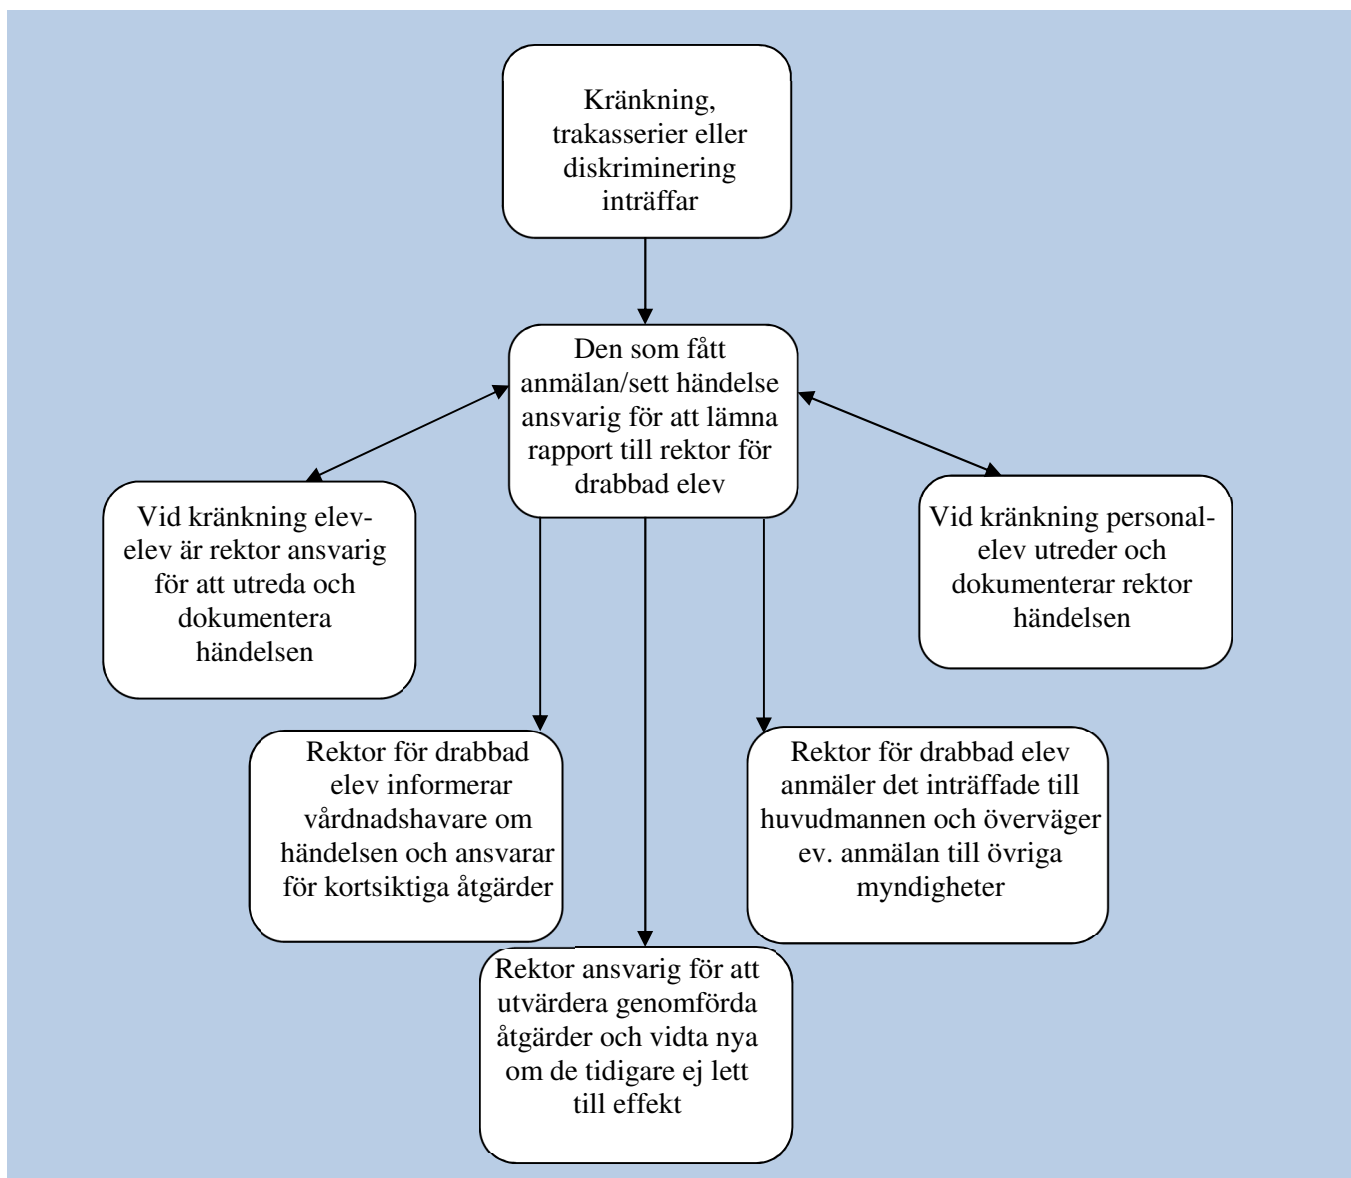 Kränkning,
trakasserier eller
diskriminering
inträffar
Den som fått
anmälan/sett händelse
ansvarig för att lämna
rapport till rektor för
drabbad elev
Vid kränkning elev-
elev är rektor ansvarig
för att utreda och
dokumentera
händelsen
Vid kränkning personal-
elev utreder och
dokumenterar rektor
händelsen
Rektor för drabbad
elev informerar
vårdnadshavare om
händelsen och ansvarar
för kortsiktiga åtgärder
Rektor för drabbad elev
anmäler det inträffade till
huvudmannen och överväger
ev. anmälan till övriga
myndigheter
Rektor ansvarig för att
utvärdera genomförda
åtgärder och vidta nya
om de tidigare ej lett
till effekt